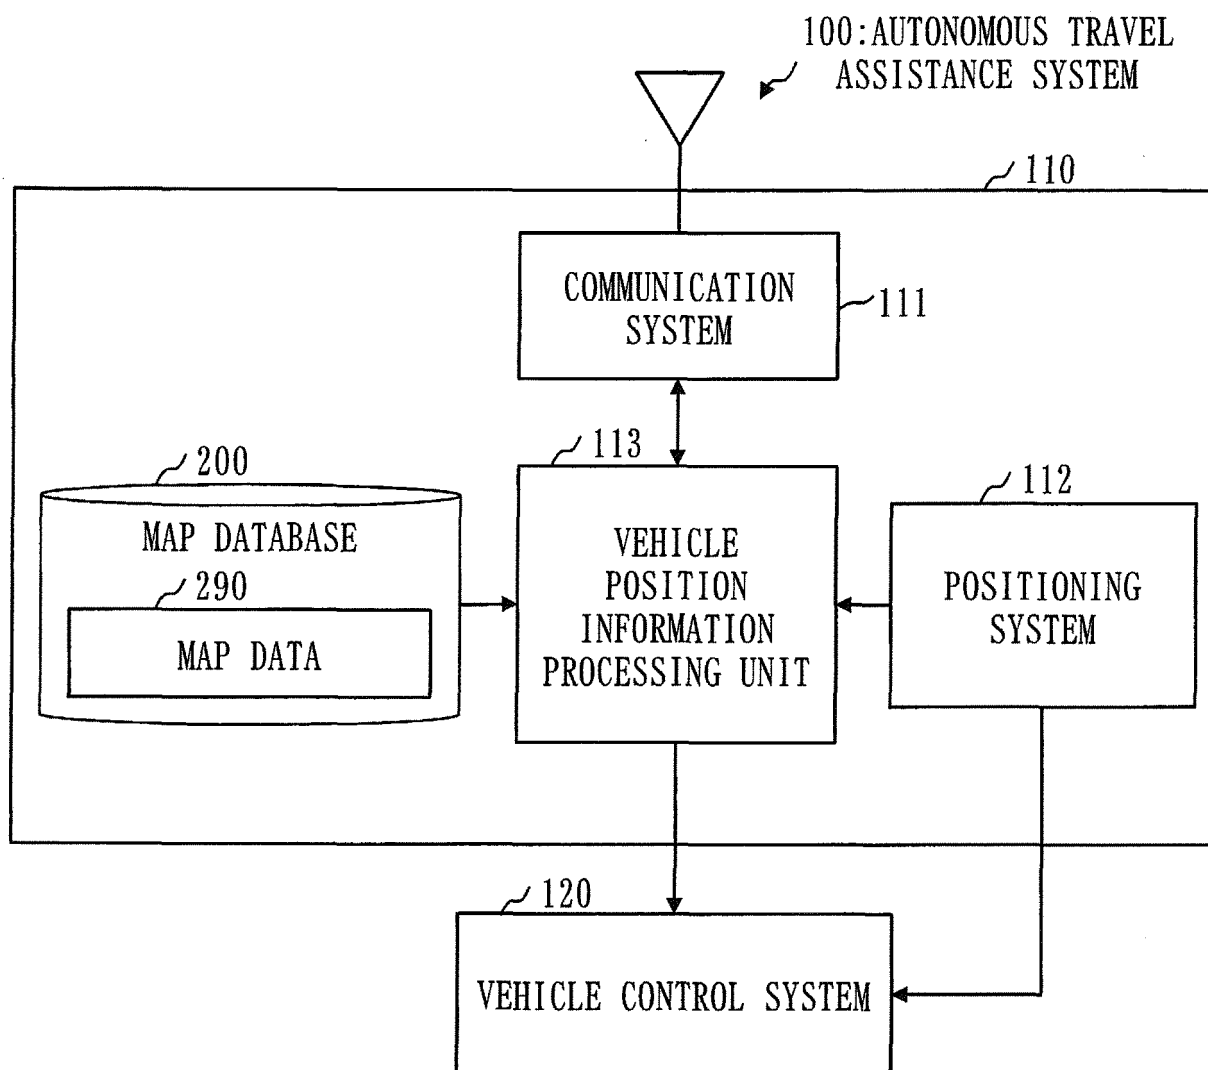 100:AUTONOMOUS TRAVEL
ASSISTANCE SYSTEM
110
COMMUNICATION
SYSTEM
111
113
200
112
MAP DATABASE
290
MAP DATA
VEHICLE
POSITION
INFORMATION
PROCESSING UNIT
POSITIONING
SYSTEM
120
VEHICLE CONTROL SYSTEM